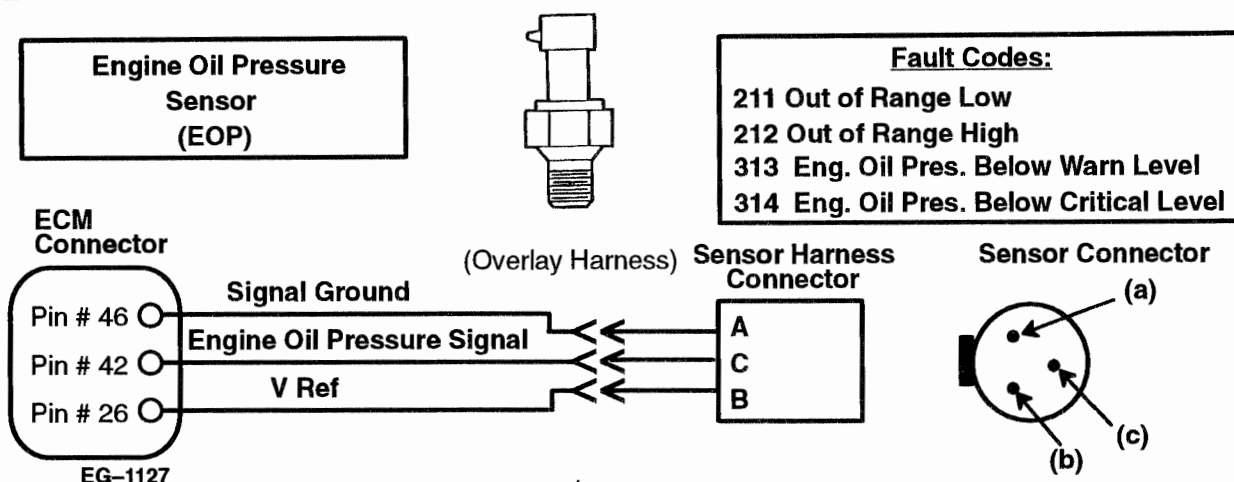 Engine Oil Pressure
Sensor
(EOP)
Fault Codes:
211 Out of Range Low
212 Out of Range High
313 Eng. Oil Pres. Below Warn Level
314 Eng. Oil Pres. Below Critical Level
ECM
Connector
(Overlay Harness)
Sensor Harness
Connector
Sensor Connector
Pin # 46
Signal Ground
A
(a)
Pin # 42
Engine Oil Pressure Signal
C
Pin # 26
V Ref
B
(c)
(b)
EG–1127